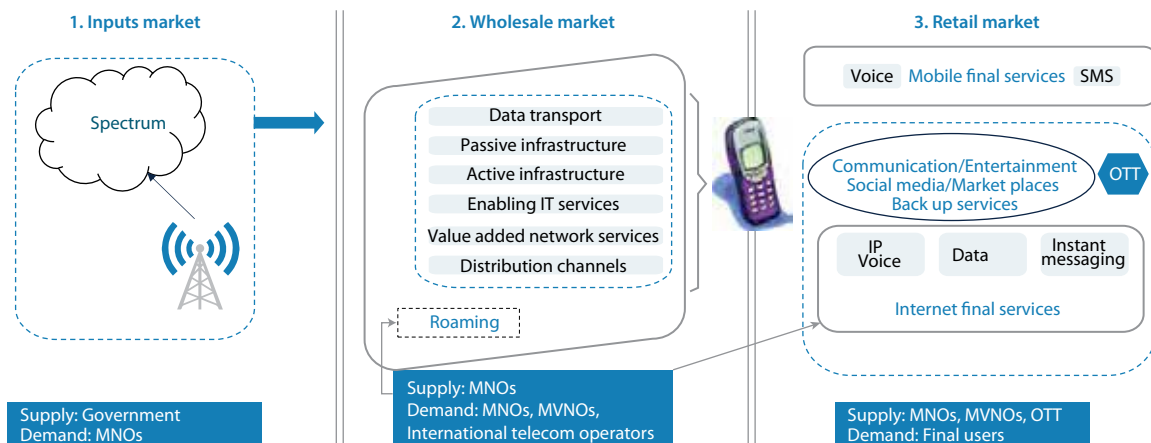 1. Inputs market
Spectrum
Supply: Government
Demand: MNOs
2. Wholesale market
Data transport
Passive infrastructure
Active infrastructure
Enabling IT services
Value added network services
Distribution channels
Roaming
Supply: MNOs
Demand: MNOs, MVNOs,
International telecom operators
3. Retail market
Voice Mobile final services SMS
Communication/Entertainment
Social media/Market places
Back up services
OTT
IP
Voice
Data
Instant
messaging
Internet final services
Supply: MNOs, MVNOs, OTT
Demand: Final users